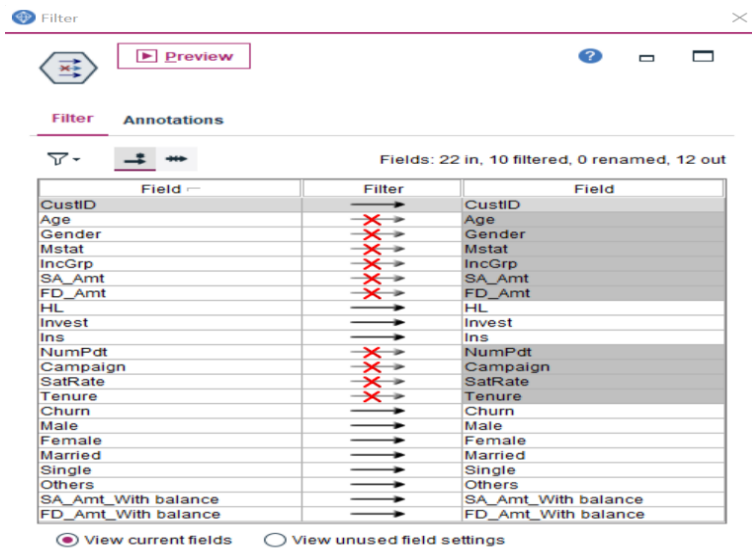 Filter
Preview
Filter Annotations
Fields: 22 in, 10 filtered, 0 renamed, 12 out
Field Filter Field
CustID CustID
Age Age
Gender Gender
Mstat Mstat
IncGrp IncGrp
SA_Amt SA_Amt
FD_Amt FD_Amt
HL HL
Invest Invest
Ins Ins
NumPdt NumPdt
Campaign Campaign
SatRate SatRate
Tenure Tenure
Churn Churn
Male Male
Female Female
Married Married
Single Single
Others Others
SA_Amt_With balance SA_Amt_With balance
FD_Amt_With balance FD_Amt_With balance
View current fields View unused field settings